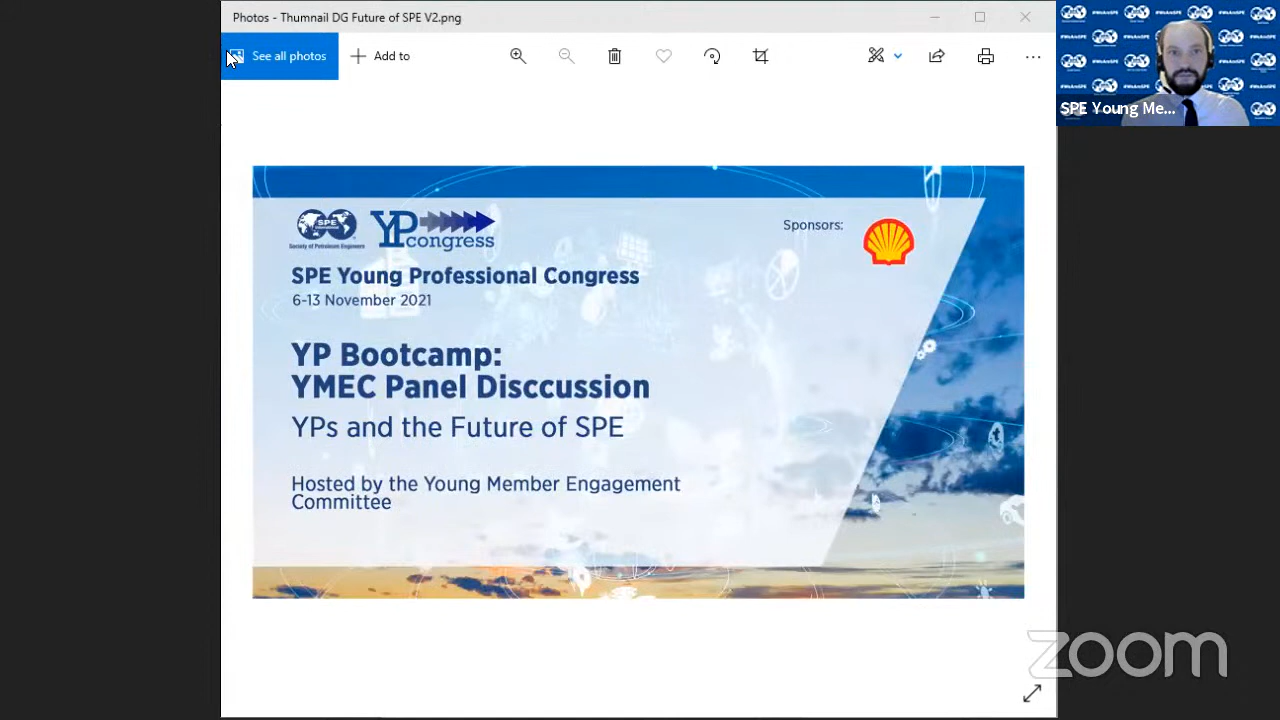 Photos - Thumnail DG Future of SPE V2.png
See all photos
Add to
SPE Young Me...
SPE
International
Society of Petroleum Engineers
YP congress
Sponsors:
SPE Young Professional Congress
6-13 November 2021
YP Bootcamp:
YMEC Panel Disccussion
YPs and the Future of SPE
Hosted by the Young Member Engagement
Committee
zoom